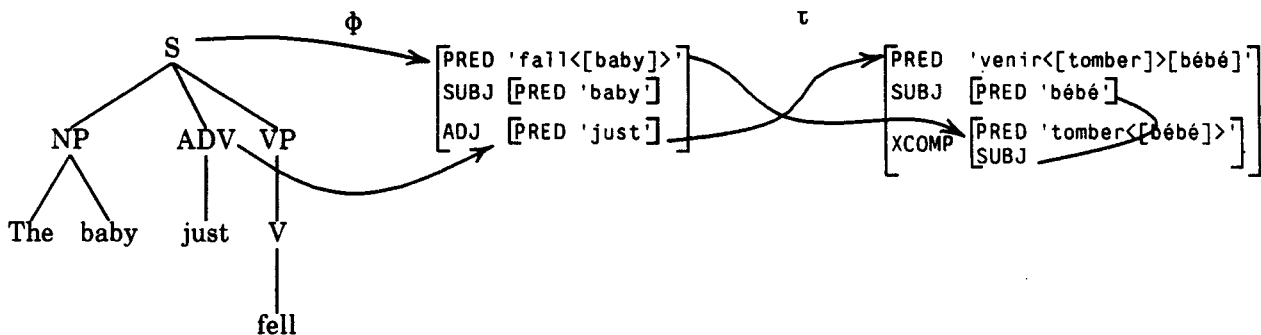 Φ τ
S PRED 'fall<[baby]>' PRED 'venir<[tomber]>[bébé]'
SUBJ [PRED 'baby'] SUBJ [PRED 'bébé']
NP ADV VP ADJ [PRED 'just'] XCOMP [PRED 'tomber<[bébé]>'
SUBJ ]
The baby just V
fell